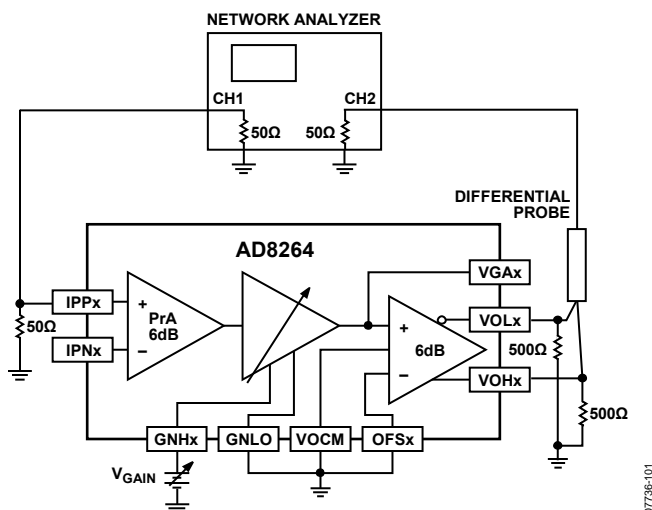 NETWORK ANALYZER
CH1
CH2
50Ω
50Ω
DIFFERENTIAL
PROBE
AD8264
VGAx
IPPx
+
PrA
6dB
+
6dB
VOLx
50Ω
IPNx
–
–
500Ω
VOHx
500Ω
GNHx
GNLO
VOCM
OFSx
VGAIN
07736-101